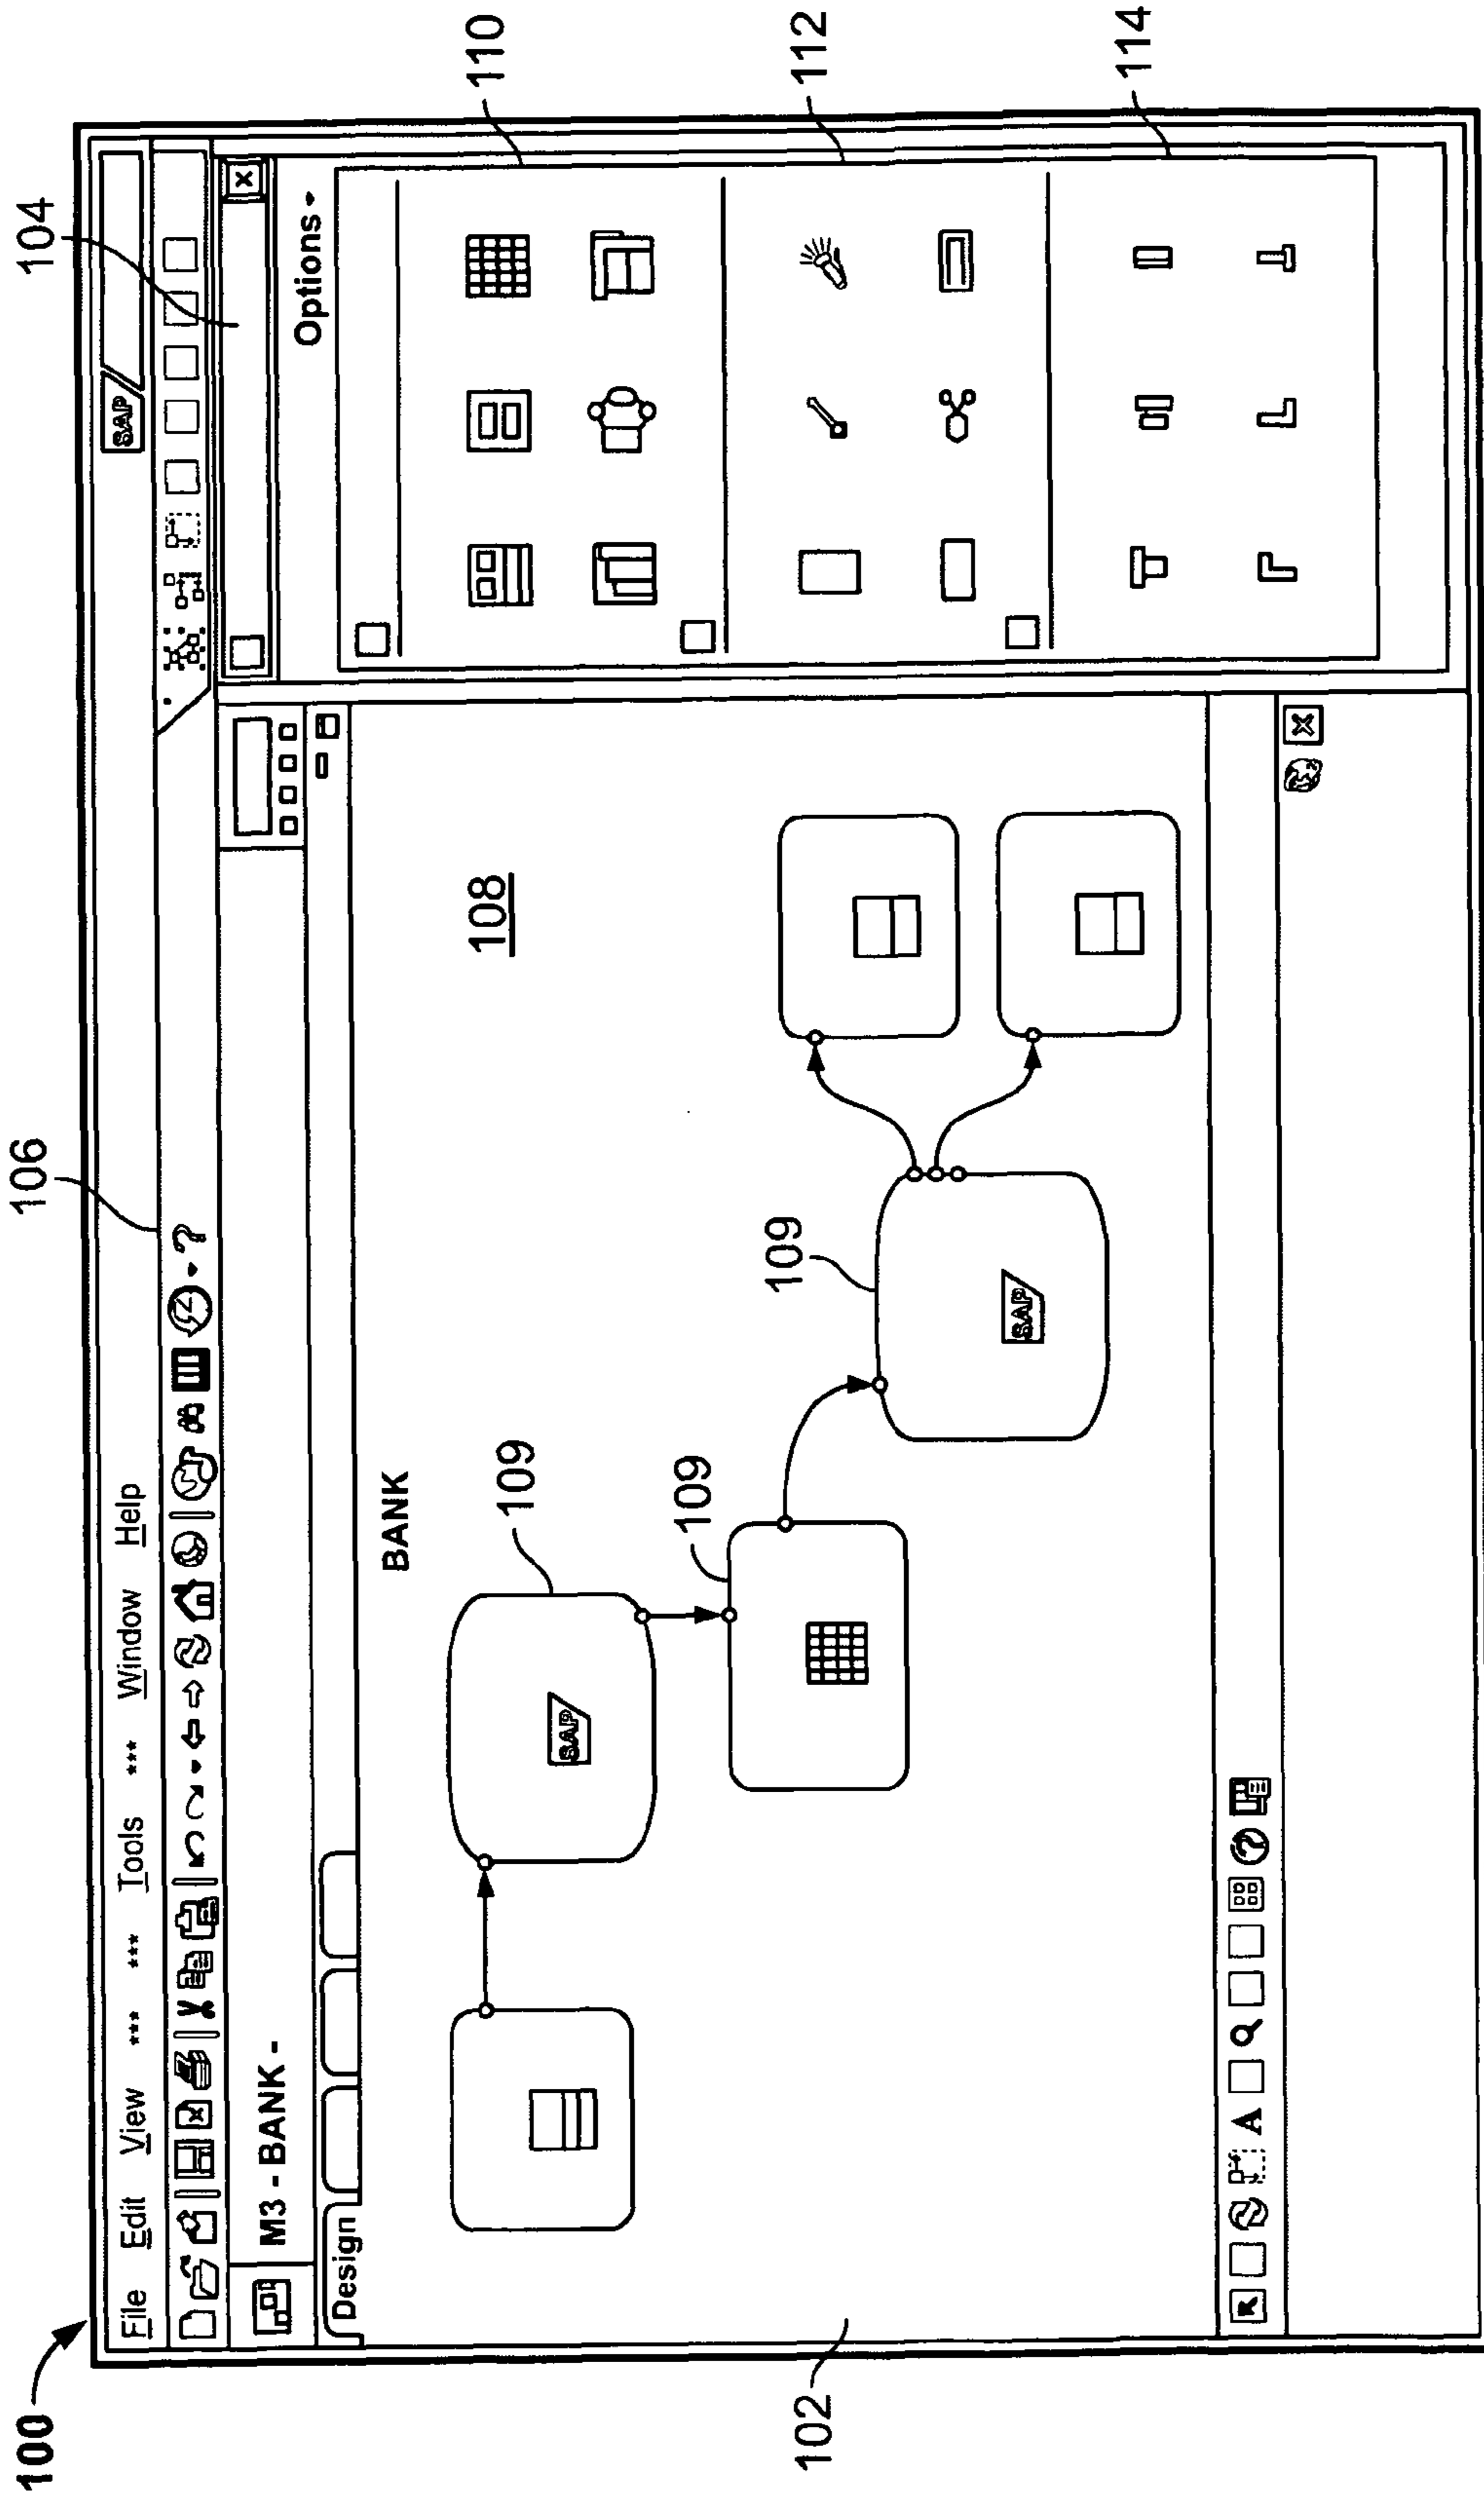 100
106
104
File Edit View *** *** Tools *** Window Help
SAP
M3 - BANK -
Options
Design
BANK
108
110
109
SAP
109
109
SAP
112
114
102